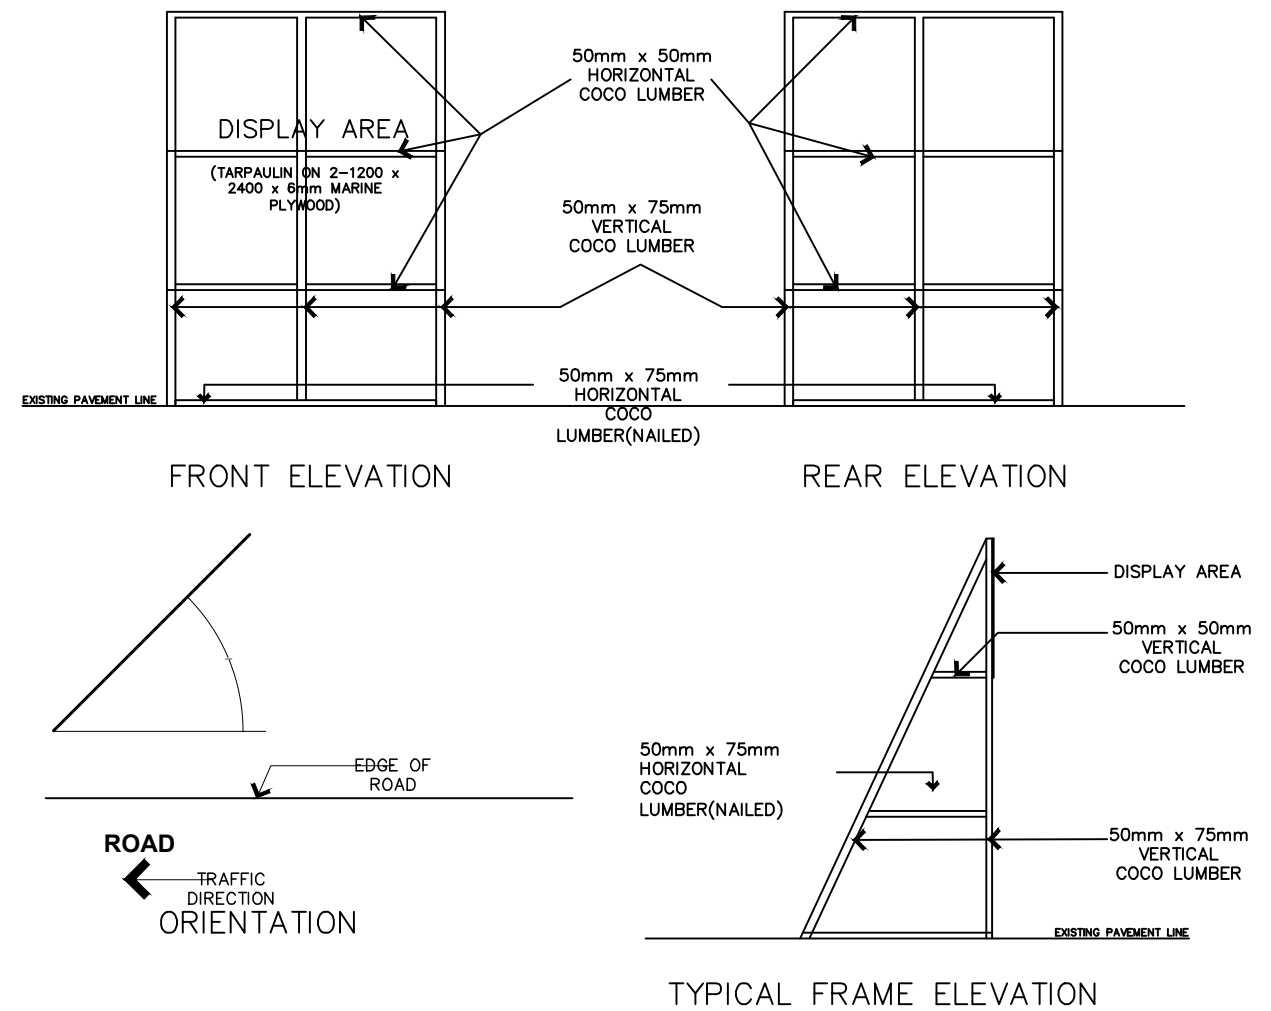 50mm x 50mm
HORIZONTAL
COCO LUMBER
DISPLAY AREA
(TARPAULIN ON 2-1200 x
2400 x 6mm MARINE
PLYWOOD)
50mm x 75mm
VERTICAL
COCO LUMBER
50mm x 75mm
HORIZONTAL
COCO
LUMBER(NAILED)
EXISTING PAVEMENT LINE
FRONT ELEVATION
REAR ELEVATION
EDGE OF
ROAD
ROAD
TRAFFIC
DIRECTION
ORIENTATION
DISPLAY AREA
50mm x 50mm
VERTICAL
COCO LUMBER
50mm x 75mm
HORIZONTAL
COCO
LUMBER(NAILED)
50mm x 75mm
VERTICAL
COCO LUMBER
EXISTING PAVEMENT LINE
TYPICAL FRAME ELEVATION